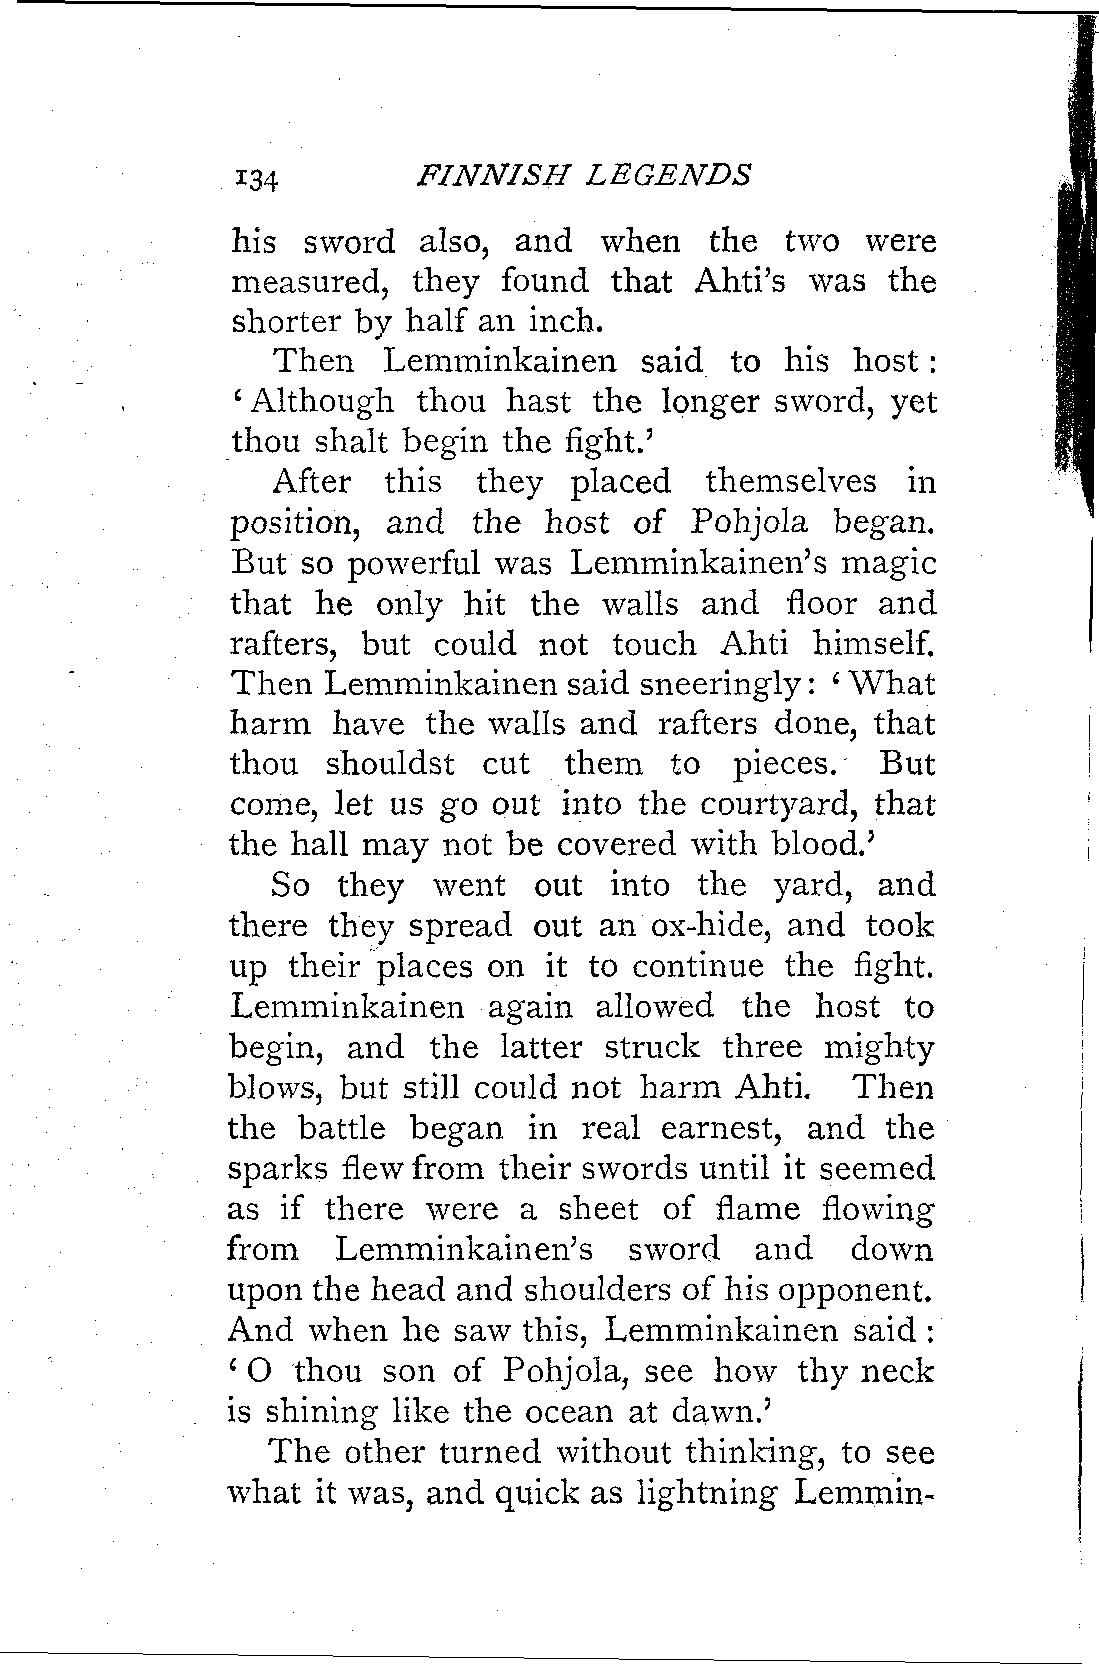 134 FINNISH LEGENDS
his sword also, and when the two were
measured, they found that Ahti's was the
shorter by half an inch.
Then Lemminkainen said to his host :
‘ Although thou hast the longer sword, yet
thou shalt begin the fight.’
After this they placed themselves in
position, and the host of Pohjola began.
But so powerful was Lemminkainen's magic
that he only hit the walls and floor and
rafters, but could not touch Ahti himself.
Then Lemminkainen said sneeringly : ‘ What
harm have the walls and rafters done, that
thou shouldst cut them to pieces. But
come, let us go out into the courtyard, that
the hall may not be covered with blood.’
So they went out into the yard, and
there they spread out an ox-hide, and took
up their places on it to continue the fight.
Lemminkainen again allowed the host to
begin, and the latter struck three mighty
blows, but still could not harm Ahti. Then
the battle began in real earnest, and the
sparks flew from their swords until it seemed
as if there were a sheet of flame flowing
from Lemminkainen's sword and down
upon the head and shoulders of his opponent.
And when he saw this, Lemminkainen said :
‘ O thou son of Pohjola, see how thy neck
is shining like the ocean at dawn.’
The other turned without thinking, to see
what it was, and quick as lightning Lemmin-